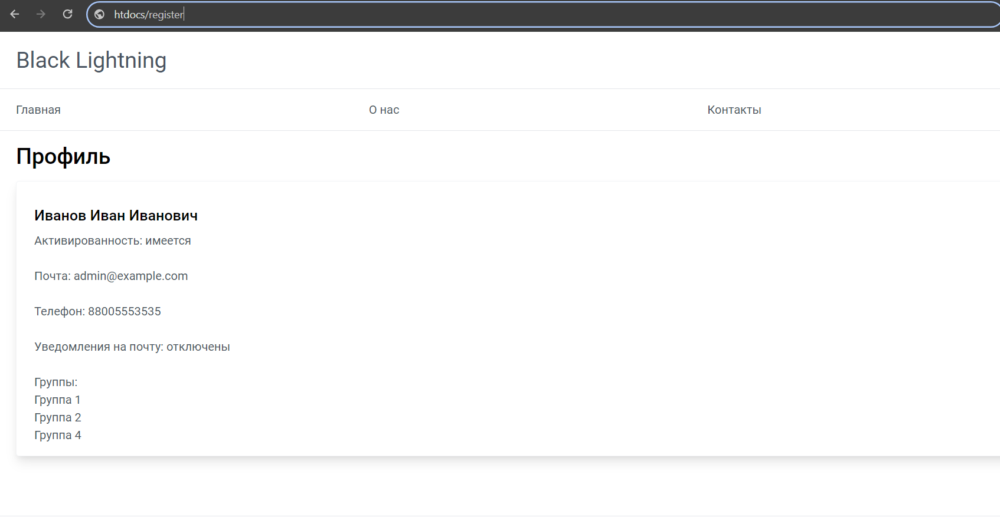 htdocs/register
Black Lightning
Главная О нас Контакты
Профиль
Иванов Иван Иванович
Активированность: имеется
Почта: admin@example.com
Телефон: 88005553535
Уведомления на почту: отключены
Группы:
Группа 1
Группа 2
Группа 4